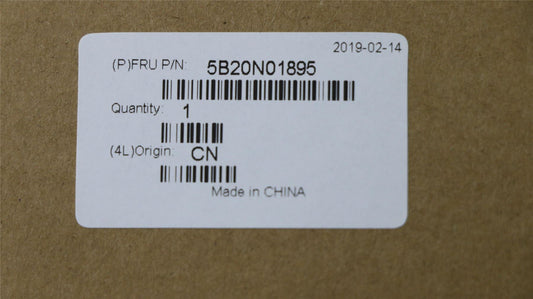 2019-02-14
(P)FRU P/N: 5B20N01895
Quantity: 1
(4L)Origin: CN
Made in CHINA